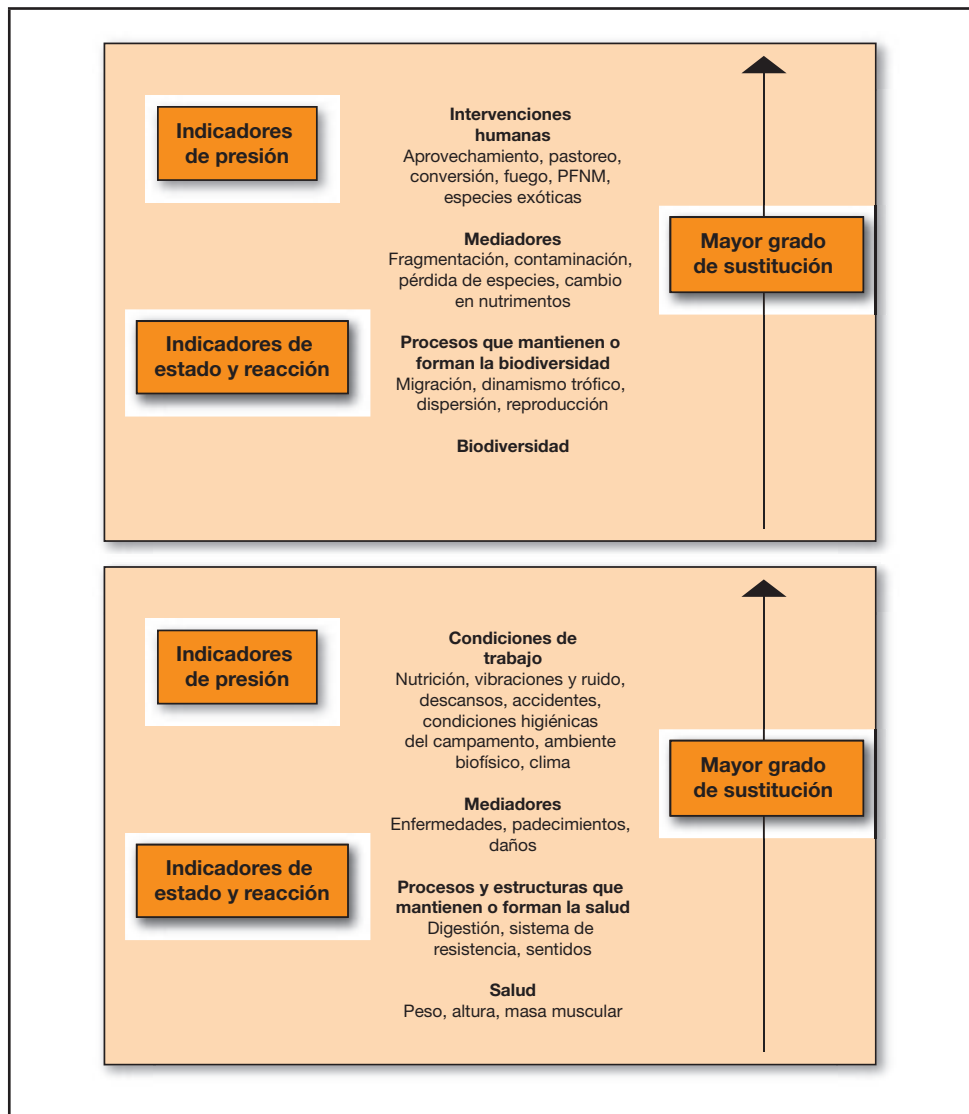 Indicadores
de presión
Intervenciones
humanas
Aprovechamiento, pastoreo,
conversión, fuego, PFNM,
especies exóticas
Mayor grado
de sustitución
Mediadores
Fragmentación, contaminación,
pérdida de especies, cambio
en nutrimentos
Indicadores de
estado y reacción
Procesos que mantienen o
forman la biodiversidad
Migración, dinamismo trófico,
dispersión, reproducción
Biodiversidad
Indicadores
de presión
Condiciones de
trabajo
Nutrición, vibraciones y ruido,
descansos, accidentes,
condiciones higiénicas
del campamento, ambiente
biofísico, clima
Mayor grado
de sustitución
Mediadores
Enfermedades, padecimientos,
daños
Indicadores de
estado y reacción
Procesos y estructuras que
mantienen o forman la salud
Digestión, sistema de
resistencia, sentidos
Salud
Peso, altura, masa muscular